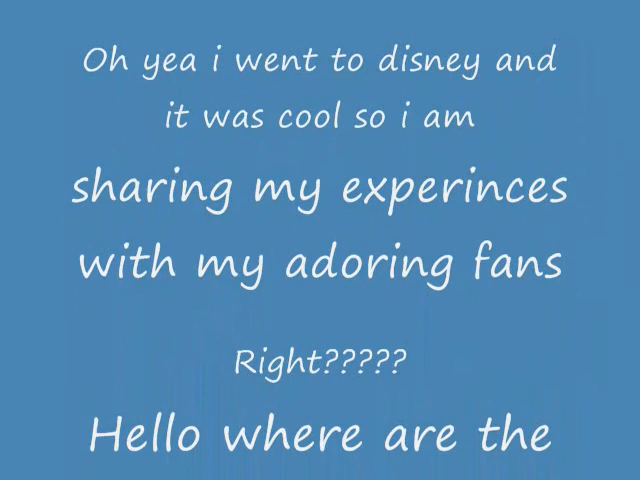 Oh yea i went to disney and
it was cool so i am
sharing my experinces
with my adoring fans
Right?????
Hello where are the